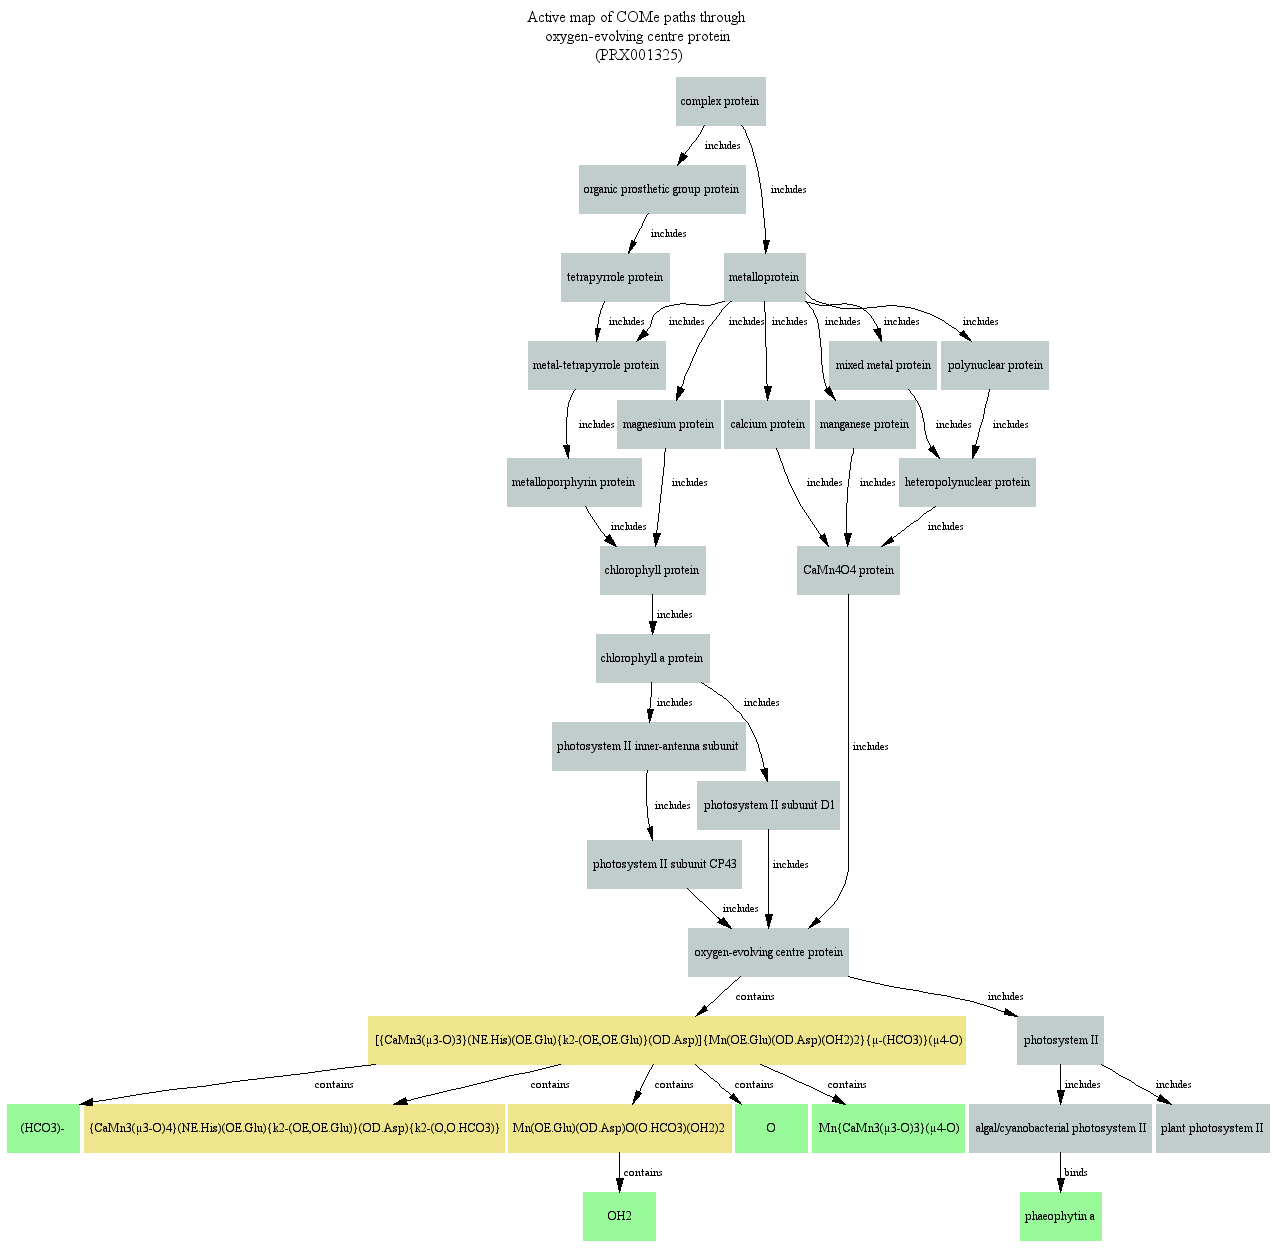 Active map of COMe paths through
oxygen-evolving centre protein
(PRX001325)
complex protein
includes
organic prosthetic group protein
includes
includes
tetrapyrrole protein
metalloprotein
includes
includes
includes
includes
includes
includes
includes
metal-tetrapyrrole protein
mixed metal protein
polynuclear protein
includes
magnesium protein
calcium protein
manganese protein
includes
includes
metalloporphyrin protein
includes
includes
includes
heteropolynuclear protein
includes
includes
chlorophyll protein
CaMn4O4 protein
includes
chlorophyll a protein
includes
includes
photosystem II inner-antenna subunit
includes
includes
photosystem II subunit D1
photosystem II subunit CP43
includes
includes
oxygen-evolving centre protein
contains
includes
[{CaMn3(μ3-O)3}(NE.His)(OE.Glu){k2-(OE,OE.Glu)}(OD.Asp)]{Mn(OE.Glu)(OD.Asp)(OH2)2}{μ-(HCO3)}(μ4-O)
photosystem II
contains
contains
contains
contains
contains
includes
includes
(HCO3)-
{CaMn3(μ3-O)4}(NE.His)(OE.Glu){k2-(OE,OE.Glu)}(OD.Asp){k2-(O,O.HCO3)}
Mn(OE.Glu)(OD.Asp)O(O.HCO3)(OH2)2
O
Mn{CaMn3(μ3-O)3}(μ4-O)
algal/cyanobacterial photosystem II
plant photosystem II
contains
binds
OH2
phaeophytin a